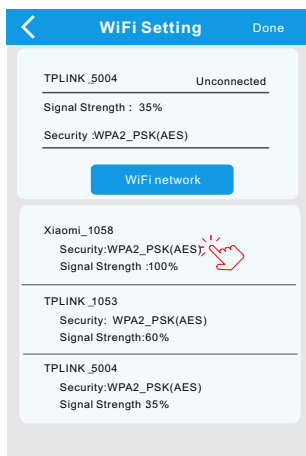 WiFi Setting Done
TPLINK_5004 Unconnected
Signal Strength : 35%
Security :WPA2_PSK(AES)
WiFi network
Xiaomi_1058
Security:WPA2_PSK(AES)
Signal Strength :100%
TPLINK_1053
Security: WPA2_PSK(AES)
Signal Strength:60%
TPLINK_5004
Security:WPA2_PSK(AES)
Signal Strength 35%